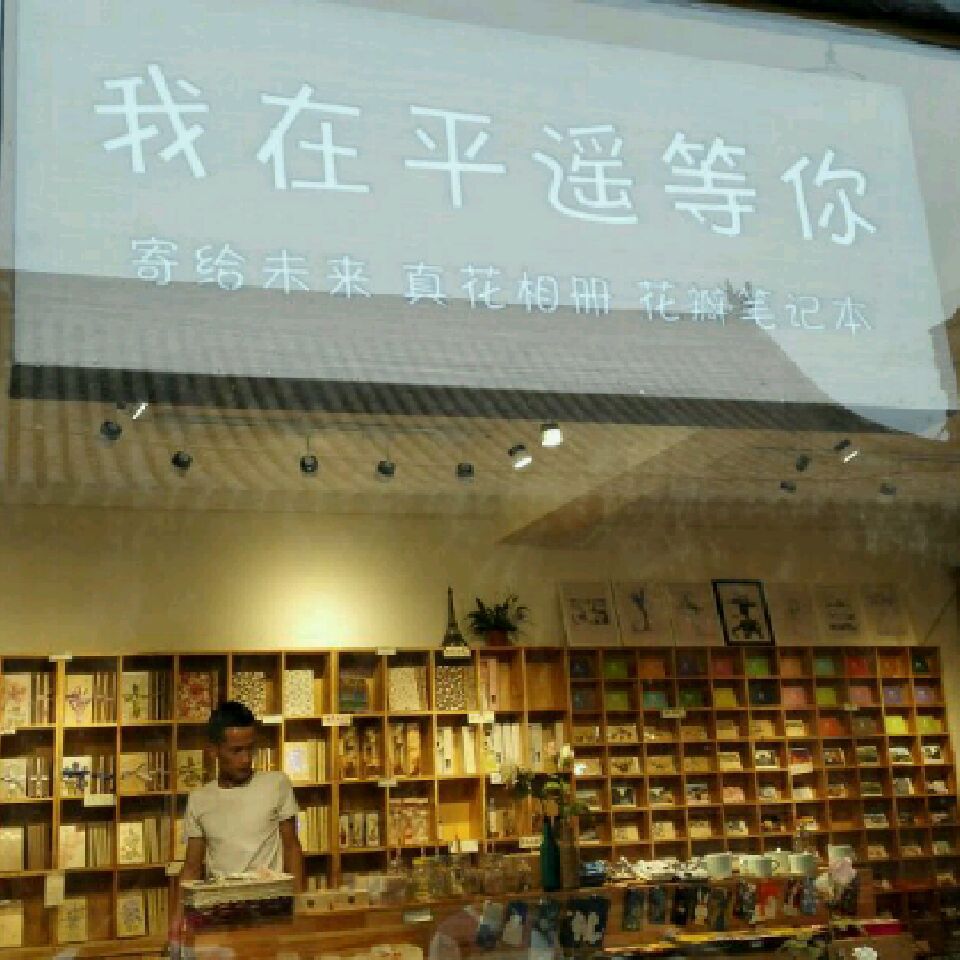 我在平遥等你
寄给未来 真花相册 花瓣笔记本